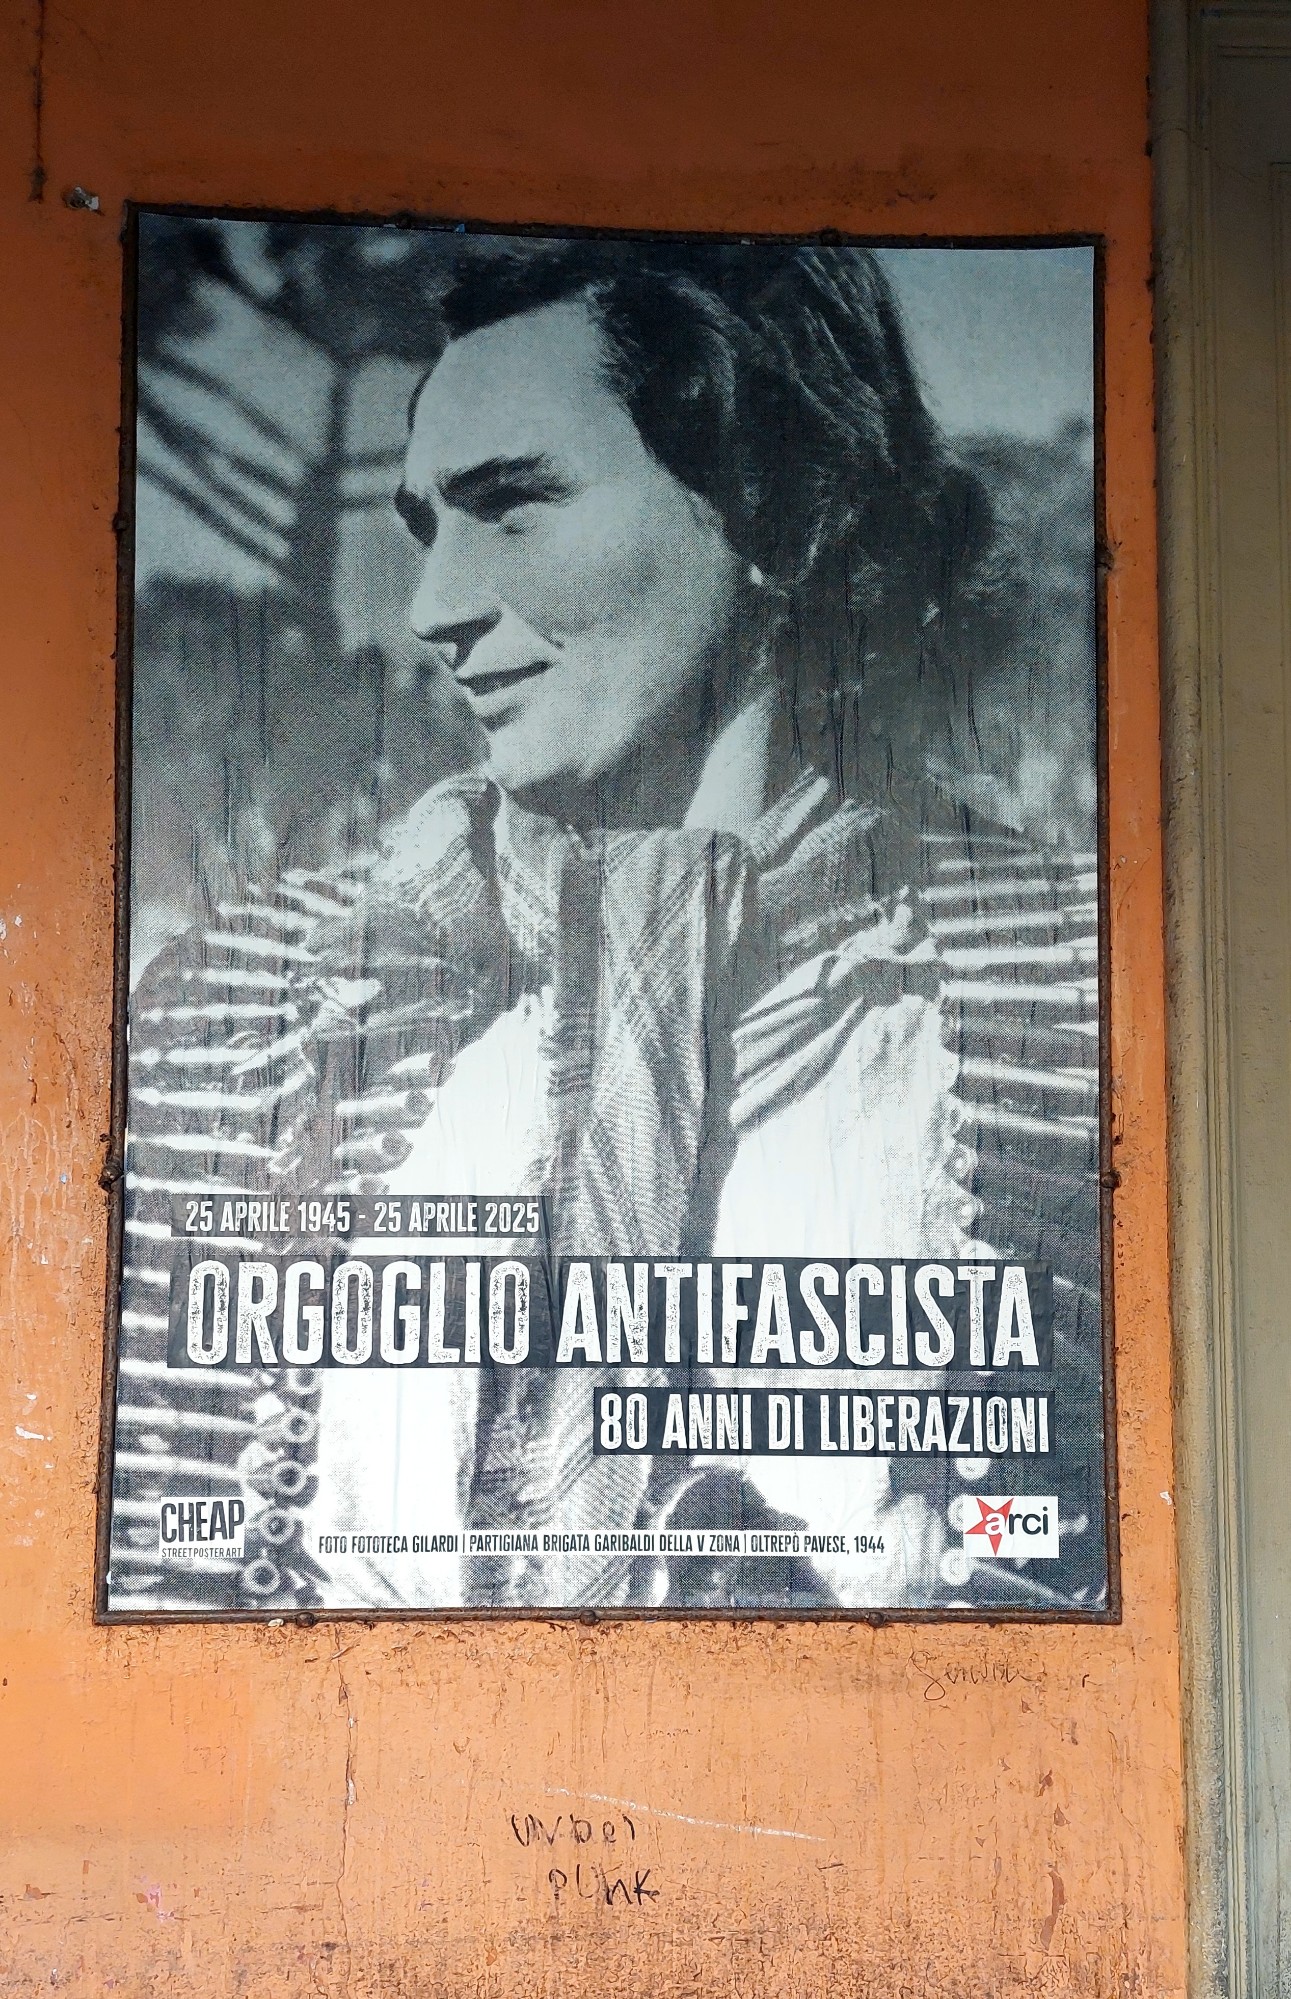 25 APRILE 1945 - 25 APRILE 2025
ORGOGLIO ANTIFASCISTA
80 ANNI DI LIBERAZIONI
CHEAP
STREET POSTER ART
FOTO FOTOTECA GILARDI | PARTIGIANA BRIGATA GARIBALDI DELLA V ZONA | OLTREPÒ PAVESE, 1944
arci
PUNK